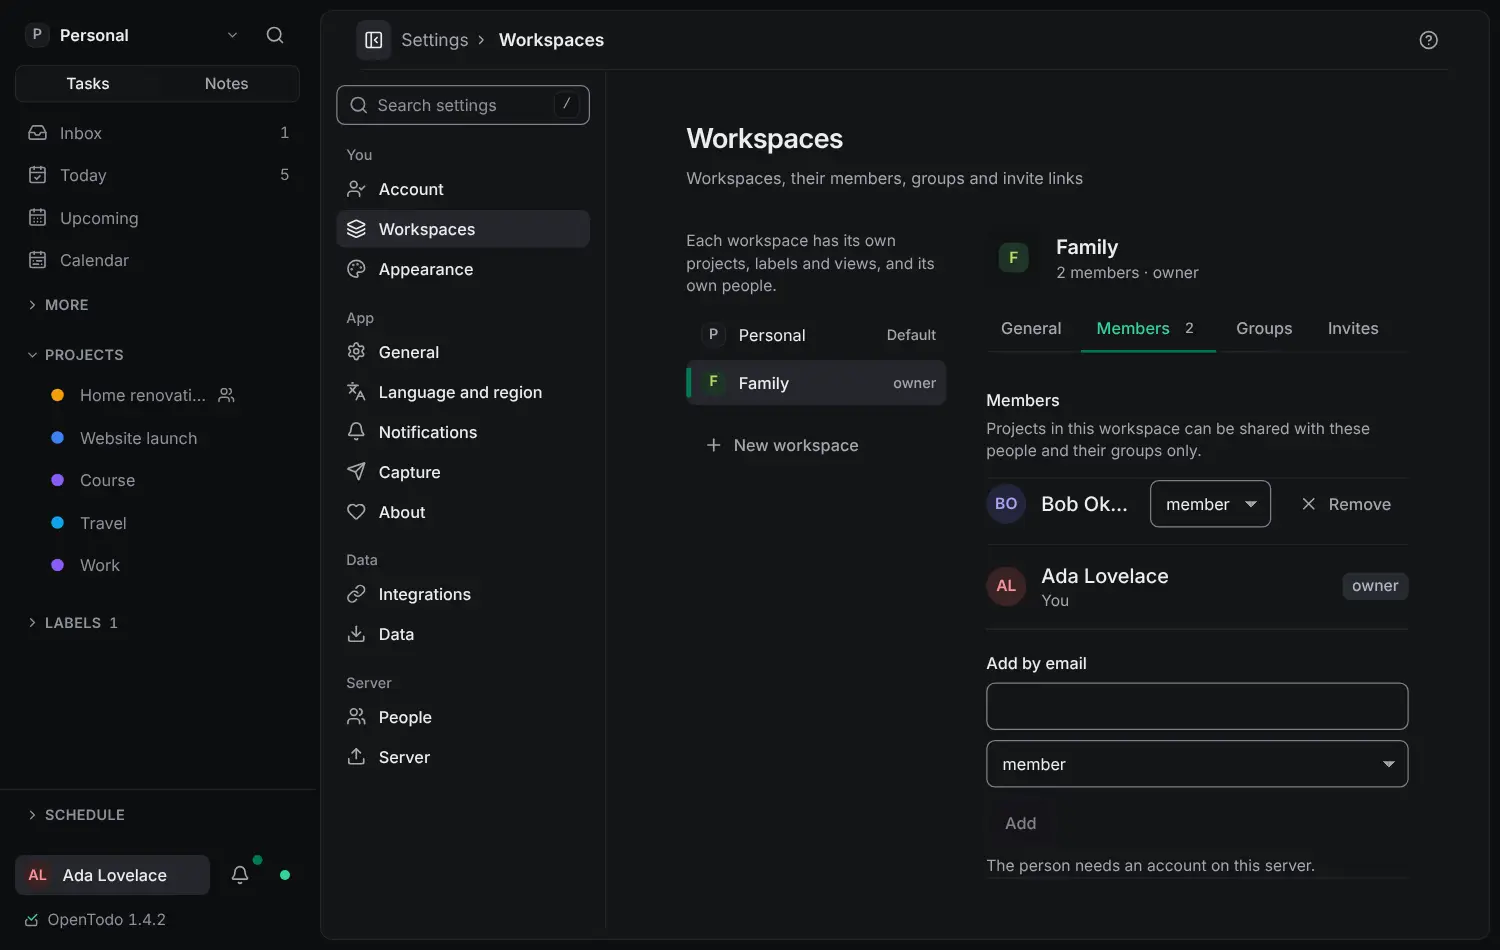 P Personal
Tasks Notes
Inbox 1
Today 5
Upcoming
Calendar
MORE
PROJECTS
Home renovati...
Website launch
Course
Travel
Work
LABELS 1
SCHEDULE
AL Ada Lovelace
OpenTodo 1.4.2
Settings › Workspaces
Search settings /
You
Account
Workspaces
Appearance
App
General
Language and region
Notifications
Capture
About
Data
Integrations
Data
Server
People
Server
Workspaces
Workspaces, their members, groups and invite links
Each workspace has its own
projects, labels and views, and its
own people.
P Personal Default
F Family owner
+ New workspace
F Family
2 members · owner
General Members 2 Groups Invites
Members
Projects in this workspace can be shared with these
people and their groups only.
BO Bob Ok... member Remove
AL Ada Lovelace
You
owner
Add by email
member
Add
The person needs an account on this server.